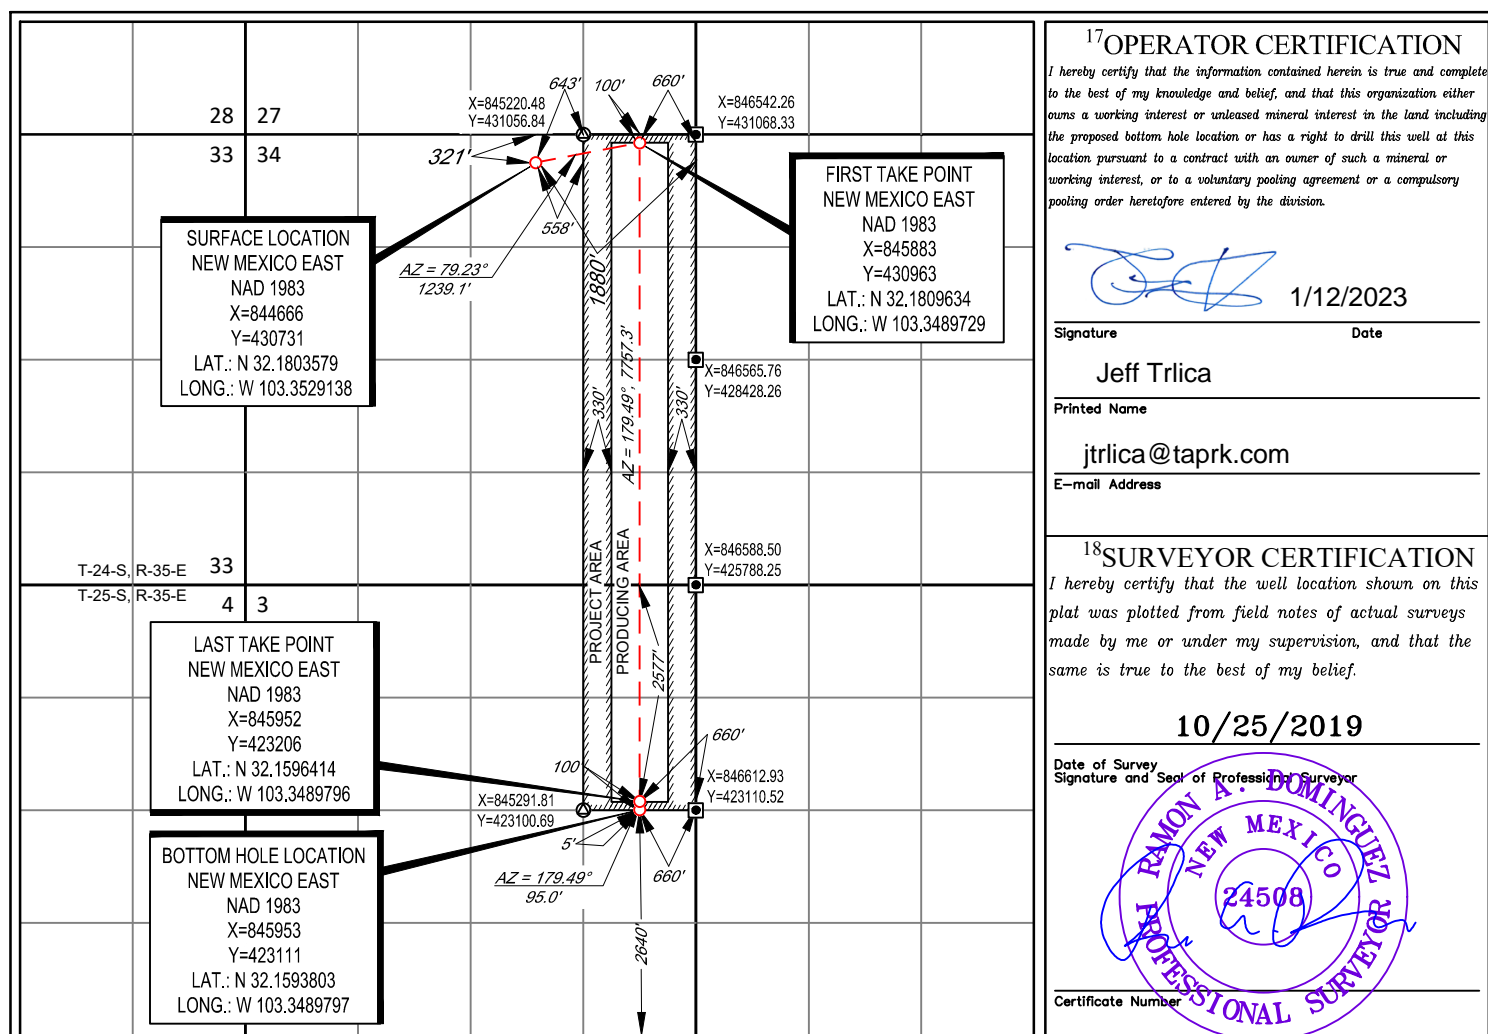 28 27
33 34
33
T-24-S, R-35-E
T-25-S, R-35-E
4 3
X=845220.48
Y=431056.84
643'
100'
660'
X=846542.26
Y=431068.33
321'
558'
AZ = 79.23°
1239.1'
1880'
SURFACE LOCATION
NEW MEXICO EAST
NAD 1983
X=844666
Y=430731
LAT.: N 32.1803579
LONG.: W 103.3529138
FIRST TAKE POINT
NEW MEXICO EAST
NAD 1983
X=845883
Y=430963
LAT.: N 32.1809634
LONG.: W 103.3489729
X=846565.76
Y=428428.26
330'
AZ = 179.49°, 7757.3'
330'
PROJECT AREA
PRODUCING AREA
X=846588.50
Y=425788.25
2577'
LAST TAKE POINT
NEW MEXICO EAST
NAD 1983
X=845952
Y=423206
LAT.: N 32.1596414
LONG.: W 103.3489796
100'
660'
X=846612.93
Y=423110.52
X=845291.81
Y=423100.69
5'
AZ = 179.49°
95.0'
660'
2640'
BOTTOM HOLE LOCATION
NEW MEXICO EAST
NAD 1983
X=845953
Y=423111
LAT.: N 32.1593803
LONG.: W 103.3489797
17OPERATOR CERTIFICATION
I hereby certify that the information contained herein is true and complete
to the best of my knowledge and belief, and that this organization either
owns a working interest or unleased mineral interest in the land including
the proposed bottom hole location or has a right to drill this well at this
location pursuant to a contract with an owner of such a mineral or
working interest, or to a voluntary pooling agreement or a compulsory
pooling order heretofore entered by the division.
1/12/2023
Signature Date
Jeff Trlica
Printed Name
jtrlica@taprk.com
E-mail Address
18SURVEYOR CERTIFICATION
I hereby certify that the well location shown on this
plat was plotted from field notes of actual surveys
made by me or under my supervision, and that the
same is true to the best of my belief.
10/25/2019
Date of Survey
Signature and Seal of Professional Surveyor
RAMON A. DOMINGUEZ
NEW MEXICO
24508
PROFESSIONAL SURVEYOR
Certificate Number